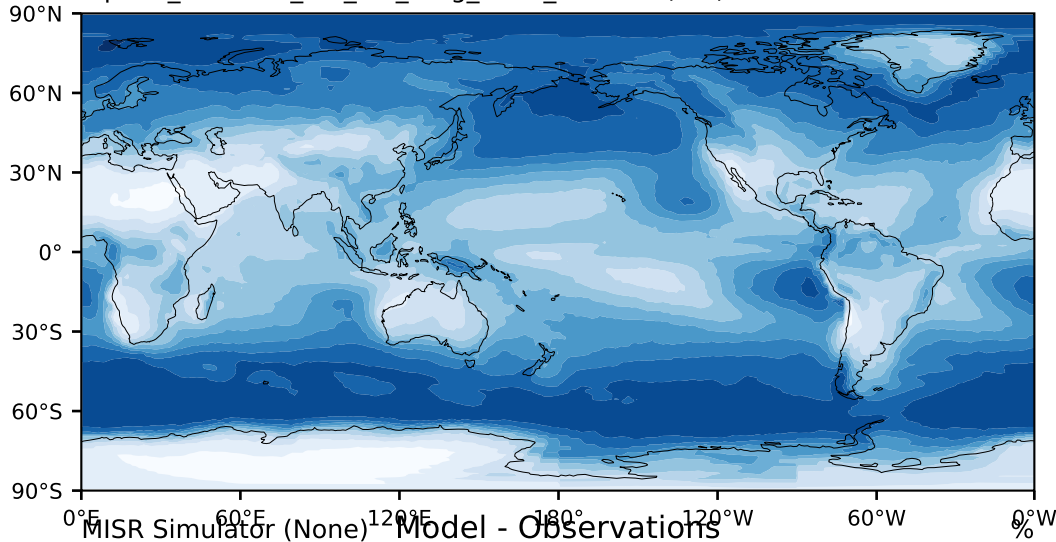 90°N
60°N
30°N
0°
30°S
60°S
90°S
0°E 60°E 120°E 180° 120°W 60°W 0°W
MISR Simulator (None) Model - Observations %